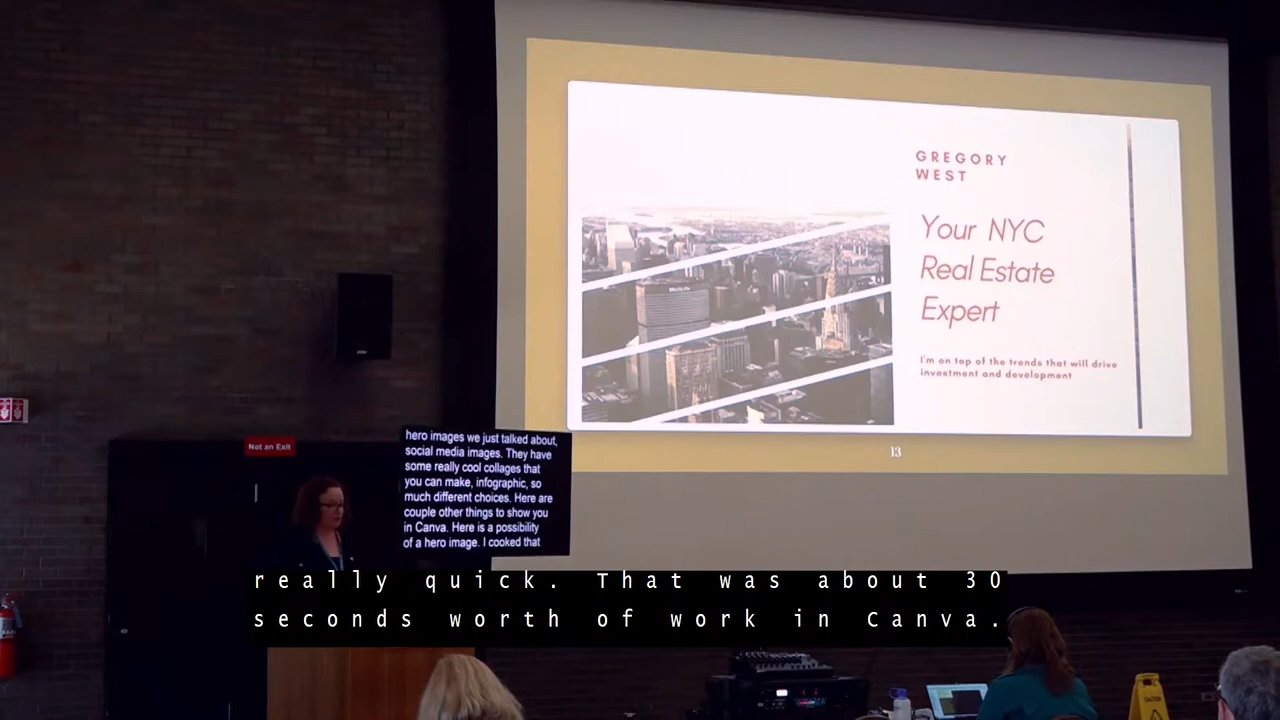 GREGORY
WEST
Your NYC
Real Estate
Expert
I'm on top of the trends that will drive
investment and development
MetLife
13
Not an Exit
hero images we just talked about,
social media images. They have
some really cool collages that
you can make, infographic, so
much different choices. Here are
couple other things to show you
in Canva. Here is a possibility
of a hero image. I cooked that
really quick. That was about 30
seconds worth of work in Canva.
CAUTION